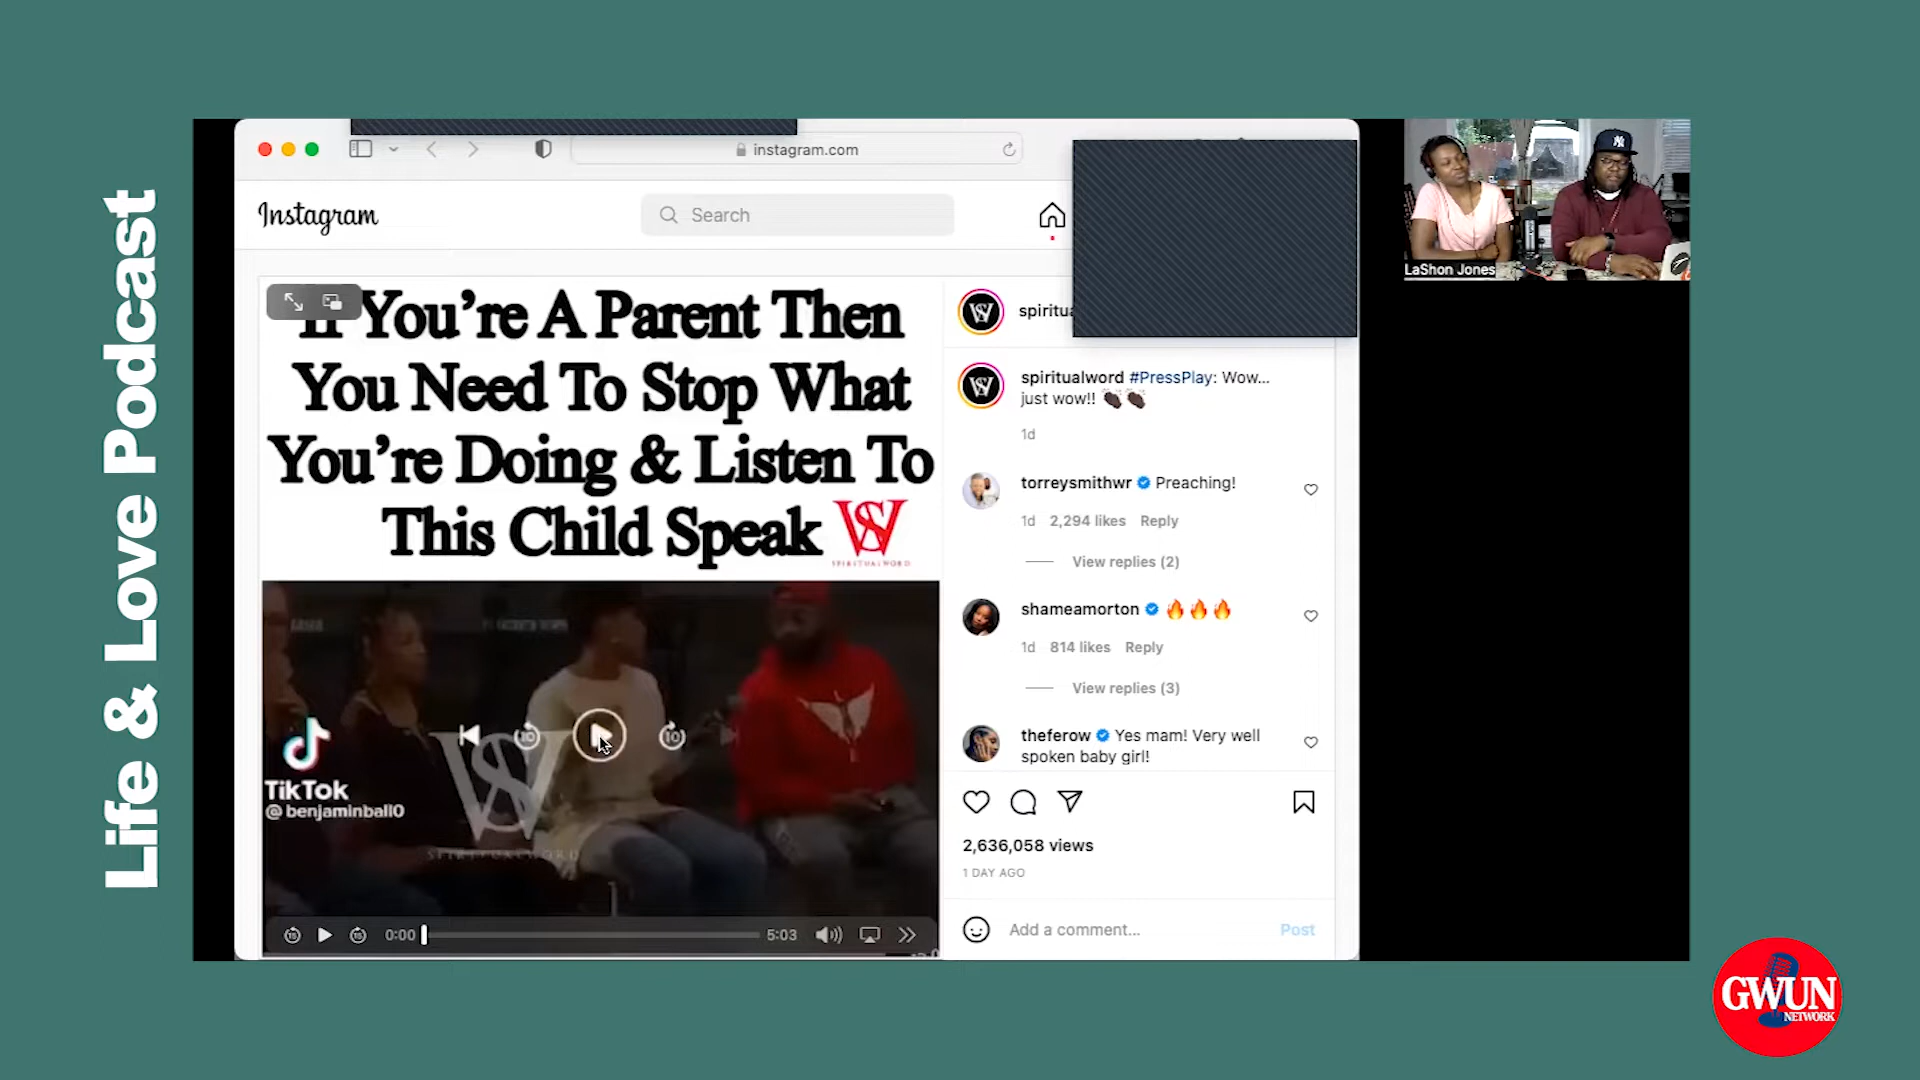 Life & Love Podcast
instagram.com
Instagram
Search
If You're A Parent Then
You Need To Stop What
You're Doing & Listen To
This Child Speak
SPIRITUALWORD
TikTok
@benjaminball0
SPIRITUALWORD
0:00
5:03
spiritua
spiritualword #PressPlay: Wow...
just wow!! 👏🏿👏🏿
1d
torreysmithwr Preaching!
1d 2,294 likes Reply
View replies (2)
shameamorton 🔥🔥🔥
1d 814 likes Reply
View replies (3)
theferow Yes mam! Very well
spoken baby girl!
2,636,058 views
1 DAY AGO
Add a comment...
Post
LaShon Jones
GWUN
NETWORK